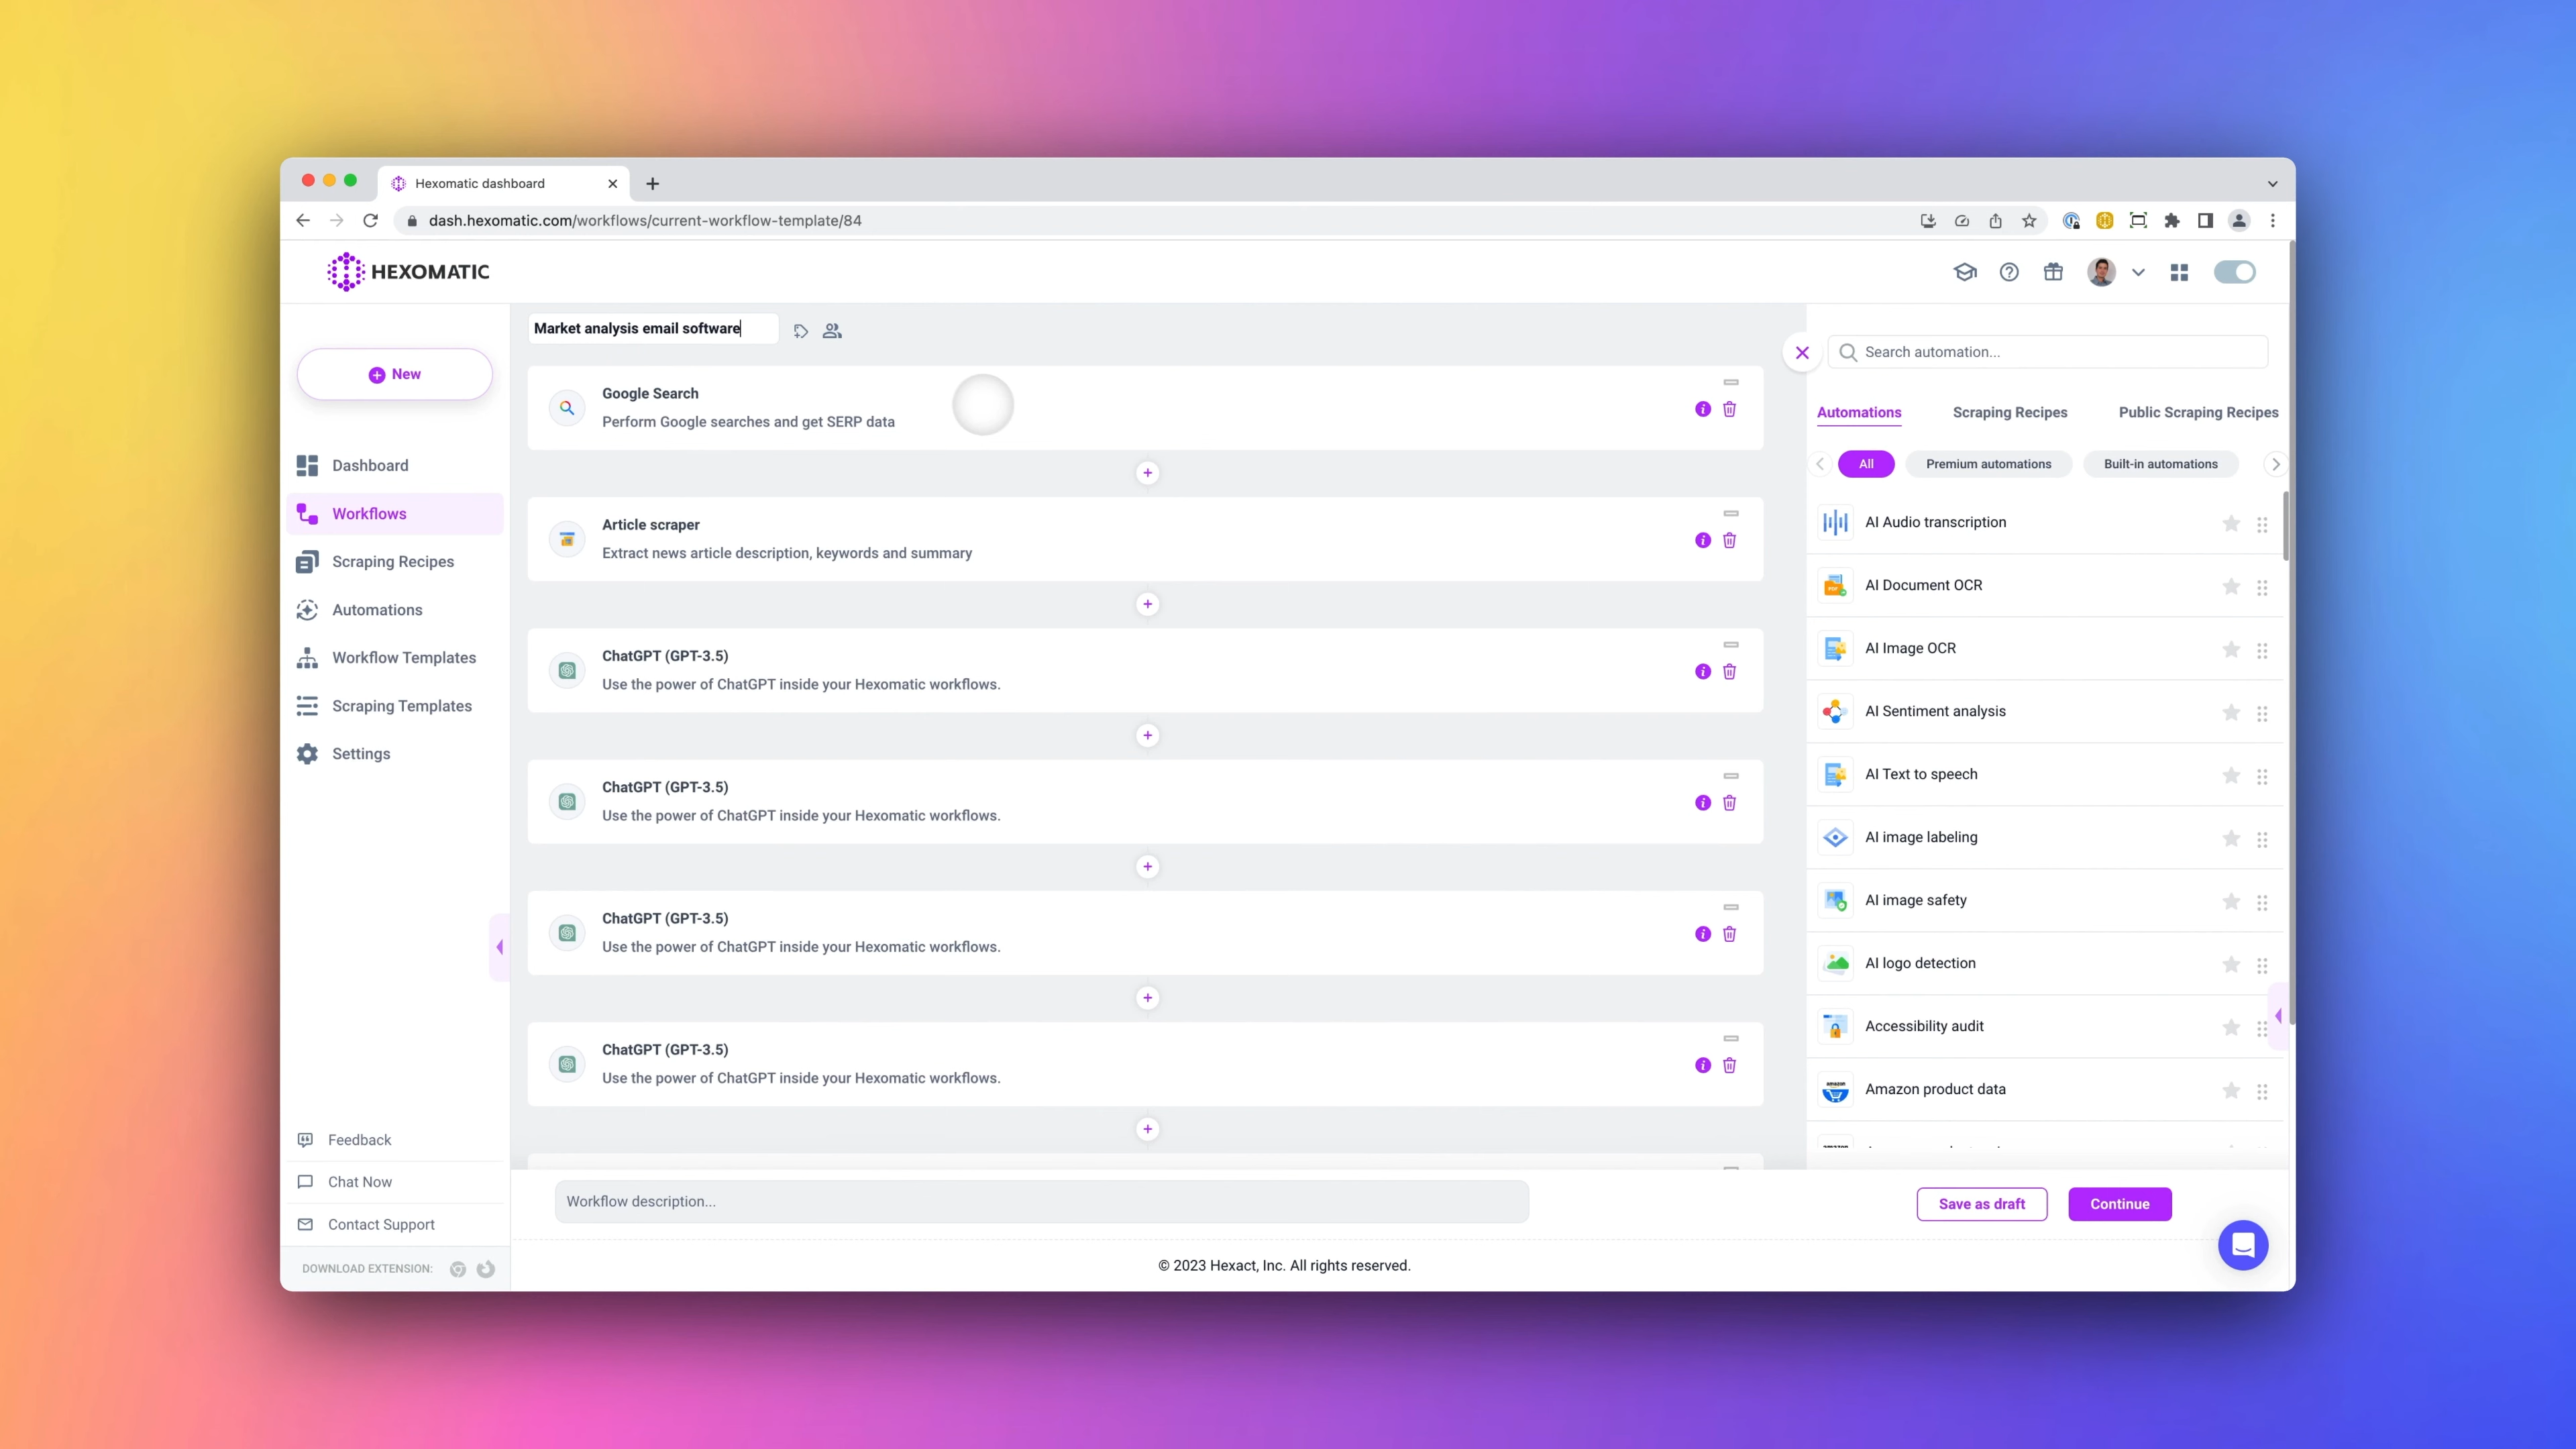 Hexomatic dashboard
dash.hexomatic.com/workflows/current-workflow-template/84
HEXOMATIC
New
Dashboard
Workflows
Scraping Recipes
Automations
Workflow Templates
Scraping Templates
Settings
Feedback
Chat Now
Contact Support
DOWNLOAD EXTENSION:
Market analysis email software
Google Search
Perform Google searches and get SERP data
Article scraper
Extract news article description, keywords and summary
ChatGPT (GPT-3.5)
Use the power of ChatGPT inside your Hexomatic workflows.
ChatGPT (GPT-3.5)
Use the power of ChatGPT inside your Hexomatic workflows.
ChatGPT (GPT-3.5)
Use the power of ChatGPT inside your Hexomatic workflows.
ChatGPT (GPT-3.5)
Use the power of ChatGPT inside your Hexomatic workflows.
Search automation...
Automations Scraping Recipes Public Scraping Recipes
All Premium automations Built-in automations
AI Audio transcription
AI Document OCR
AI Image OCR
AI Sentiment analysis
AI Text to speech
AI image labeling
AI image safety
AI logo detection
Accessibility audit
Amazon product data
Workflow description...
Save as draft Continue
© 2023 Hexact, Inc. All rights reserved.